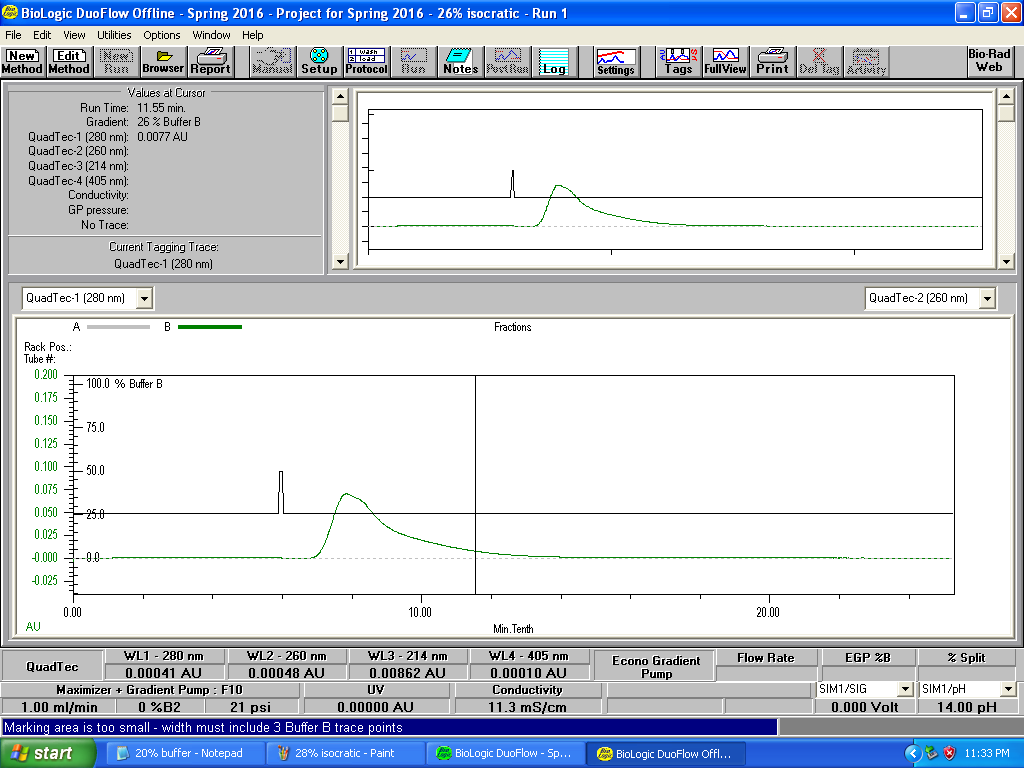 BioLogic DuoFlow Offline - Spring 2016 - Project for Spring 2016 - 26% isocratic - Run 1
File Edit View Utilities Options Window Help
New Method Edit Method New Run Browser Report Manual Setup Protocol Run Notes PostRun Log Settings Tags FullView Print DelTag Activity Bio-Rad Web
Values at Cursor
Run Time: 11.55 min.
Gradient: 26 % Buffer B
QuadTec-1 (280 nm): 0.0077 AU
QuadTec-2 (260 nm):
QuadTec-3 (214 nm):
QuadTec-4 (405 nm):
Conductivity:
GP pressure:
No Trace:
Current Tagging Trace:
QuadTec-1 (280 nm)
QuadTec-1 (280 nm) QuadTec-2 (260 nm)
A B Fractions
Rack Pos.:
Tube #:
0.200 100.0 % Buffer B
0.175
0.150 75.0
0.125
0.100 50.0
0.075
0.050 25.0
0.025
-0.000 0.0
-0.025
0.00 10.00 20.00
AU Min.Tenth
QuadTec WL1 - 280 nm WL2 - 260 nm WL3 - 214 nm WL4 - 405 nm Econo Gradient Pump Flow Rate EGP %B % Split
0.00041 AU 0.00048 AU 0.00862 AU 0.00010 AU
Maximizer + Gradient Pump : F10 UV Conductivity SIM1/SIG SIM1/pH
1.00 ml/min 0 %B2 21 psi 0.00000 AU 11.3 mS/cm 0.000 Volt 14.00 pH
Marking area is too small - width must include 3 Buffer B trace points
start 20% buffer - Notepad 28% isocratic - Paint BioLogic DuoFlow - Sp... BioLogic DuoFlow Offl... 11:33 PM